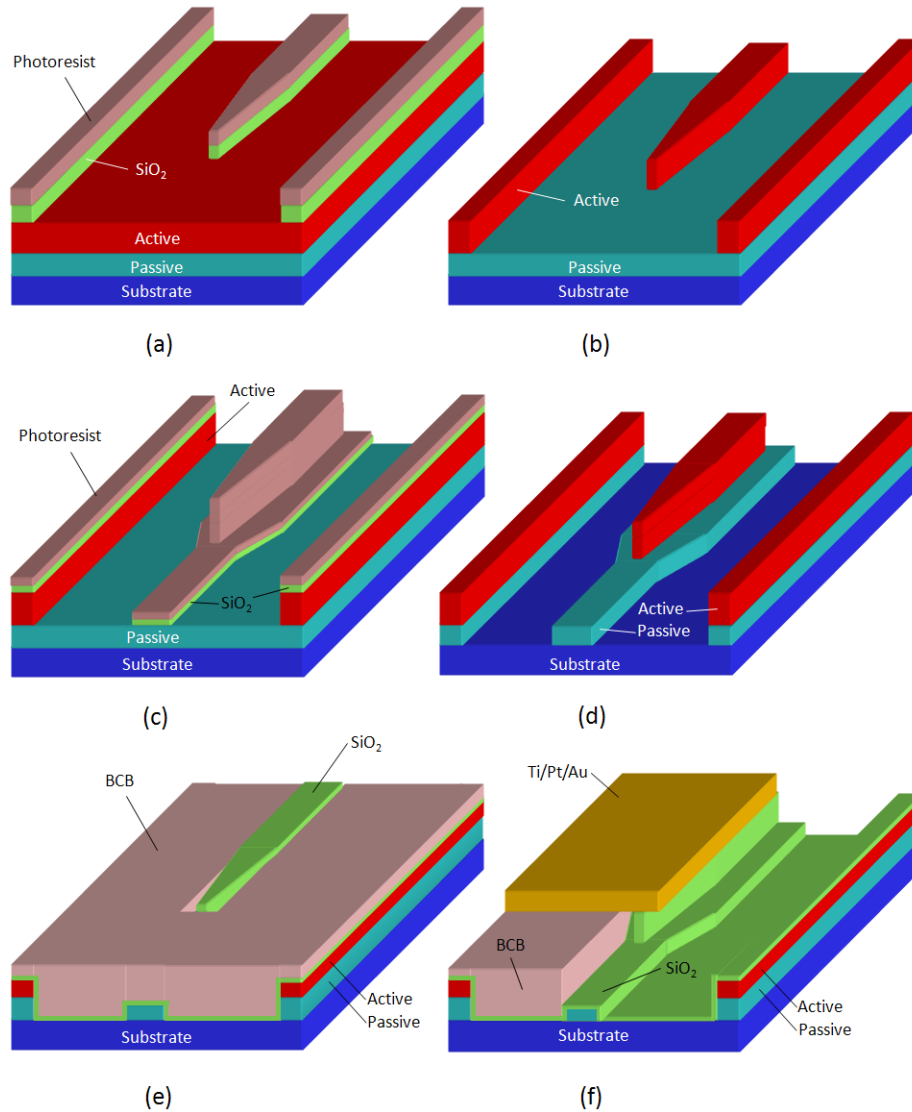 Photoresist
SiO₂
Active
Passive
Substrate
(a)
Active
Passive
Substrate
(b)
Active
Photoresist
SiO₂
Passive
Substrate
(c)
Active
Passive
Substrate
(d)
SiO₂
BCB
Active
Passive
Substrate
(e)
Ti/Pt/Au
BCB
SiO₂
Active
Passive
Substrate
(f)